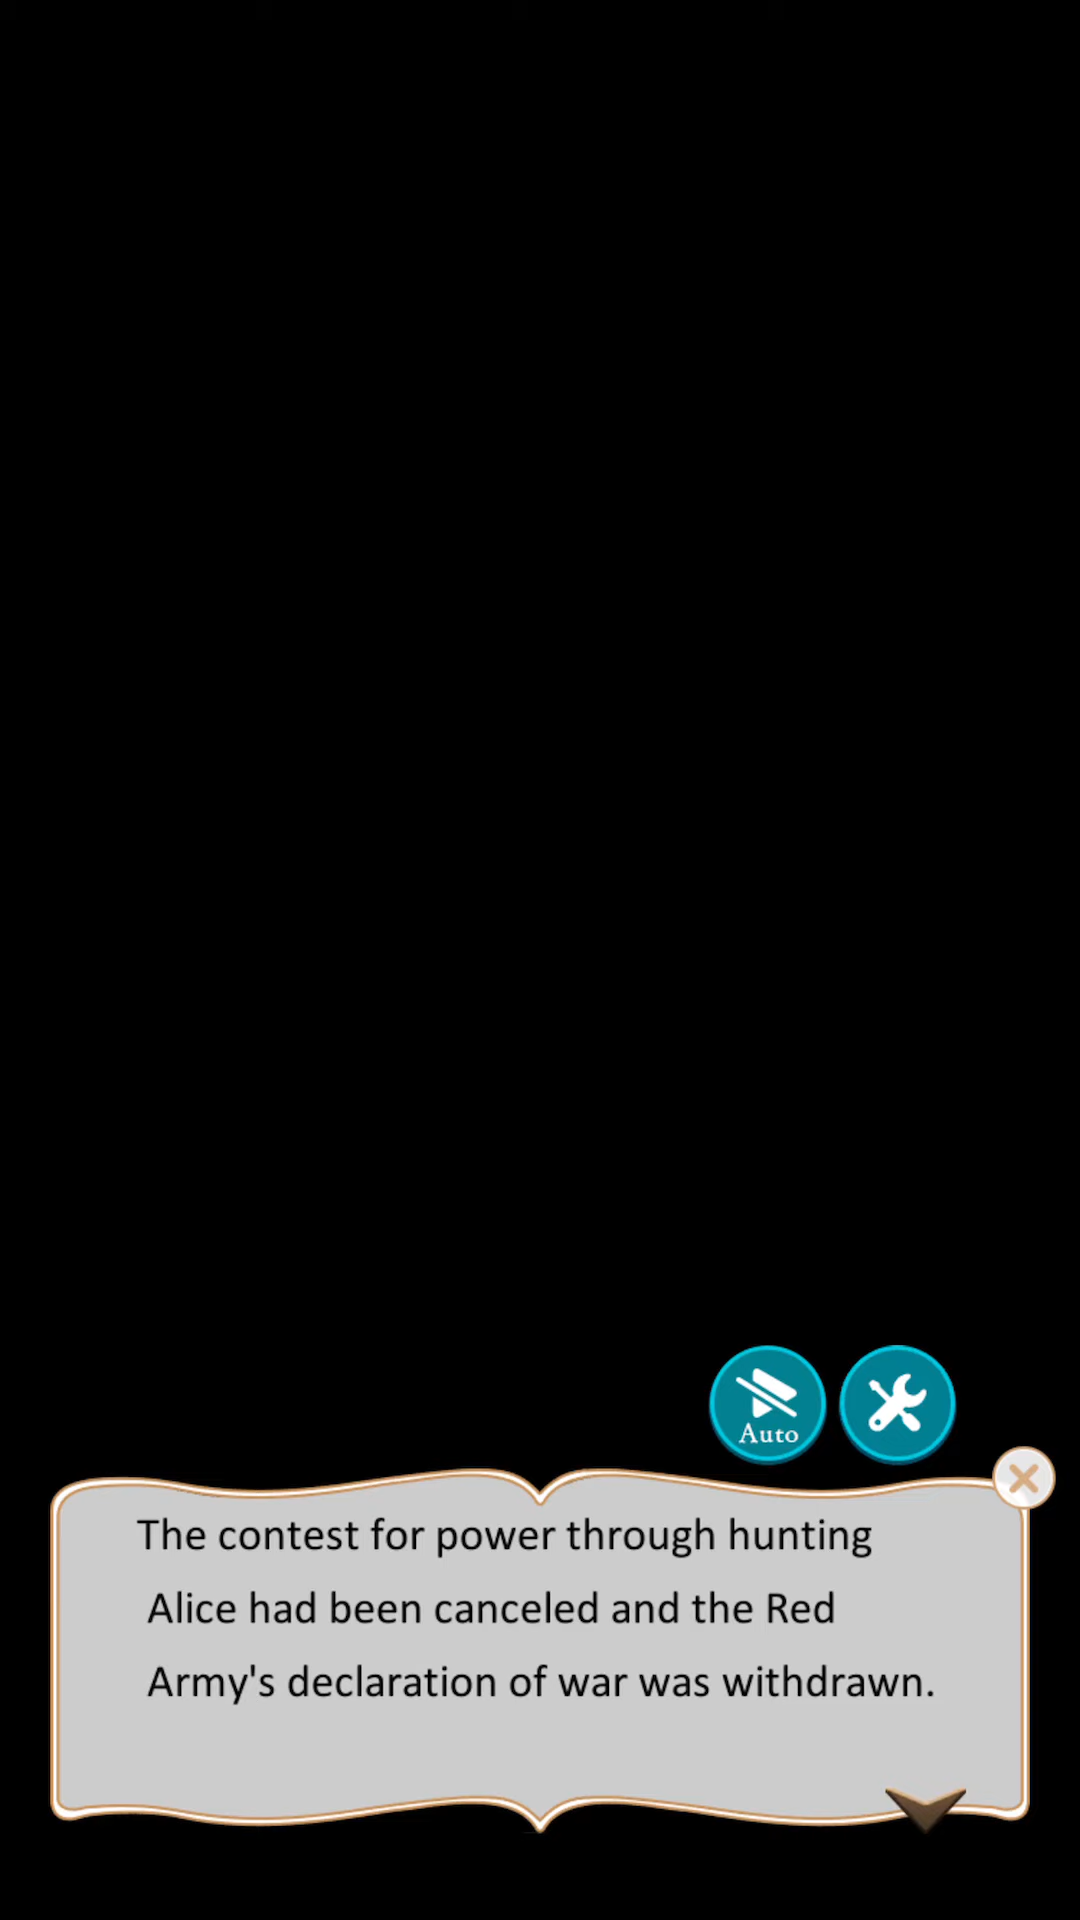 Auto
The contest for power through hunting
Alice had been canceled and the Red
Army's declaration of war was withdrawn.